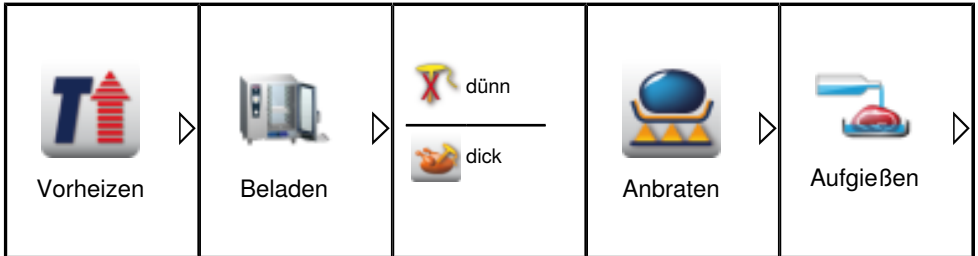 Vorheizen
Beladen
dünn
dick
Anbraten
Aufgießen